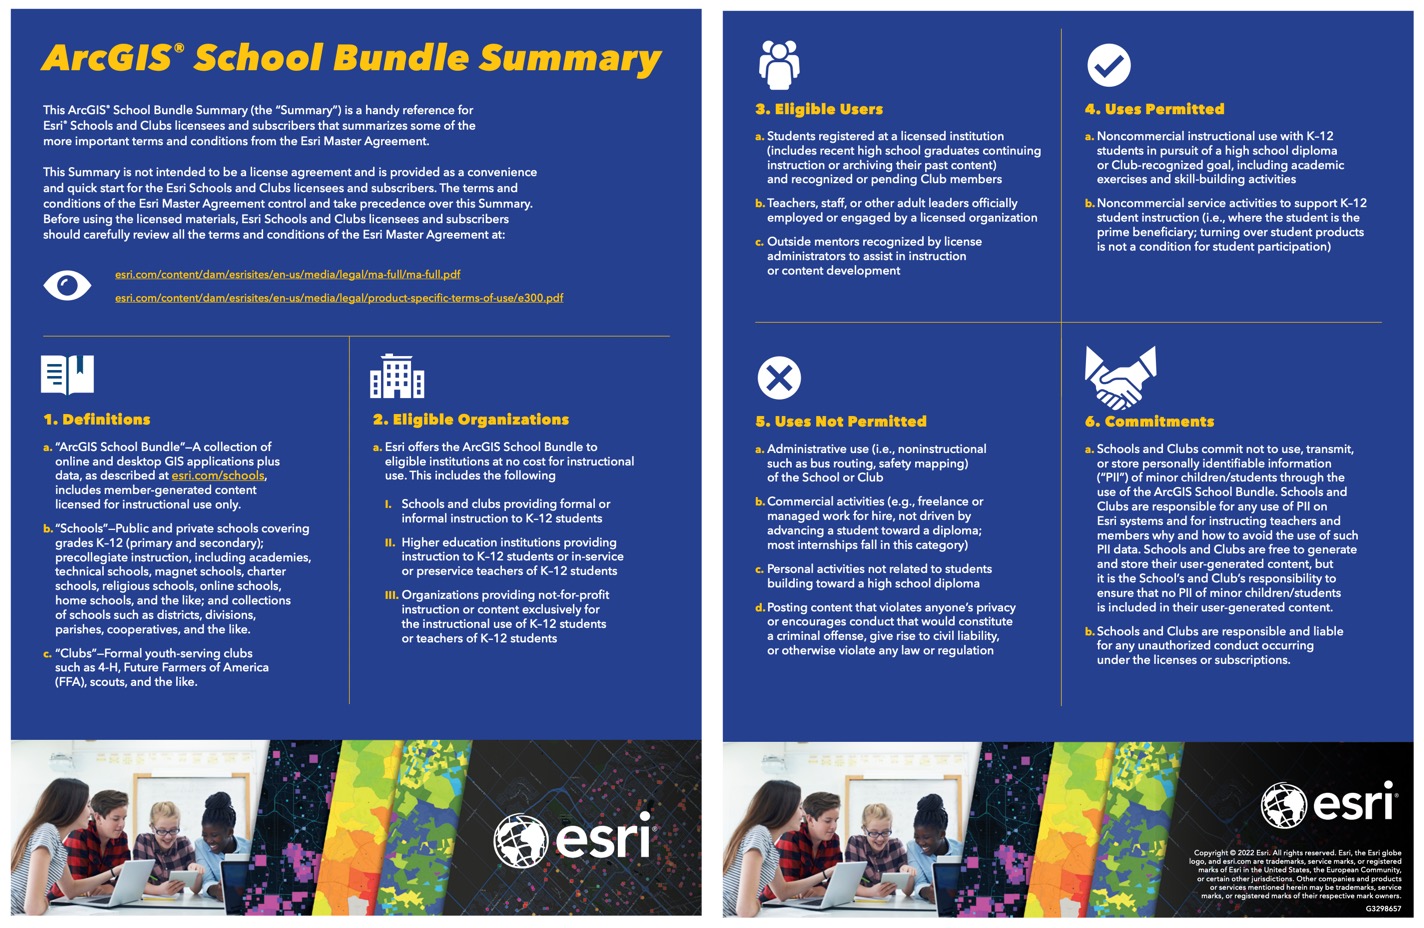 ArcGIS® School Bundle Summary
This ArcGIS® School Bundle Summary (the “Summary”) is a handy reference for
Esri® Schools and Clubs licensees and subscribers that summarizes some of the
more important terms and conditions from the Esri Master Agreement.
This Summary is not intended to be a license agreement and is provided as a convenience
and quick start for the Esri Schools and Clubs licensees and subscribers. The terms and
conditions of the Esri Master Agreement control and take precedence over this Summary.
Before using the licensed materials, Esri Schools and Clubs licensees and subscribers
should carefully review all the terms and conditions of the Esri Master Agreement at:
esri.com/content/dam/esrisites/en-us/media/legal/ma-full/ma-full.pdf
esri.com/content/dam/esrisites/en-us/media/legal/product-specific-terms-of-use/e300.pdf
1. Definitions
a. “ArcGIS School Bundle”—A collection of
online and desktop GIS applications plus
data, as described at esri.com/schools,
includes member-generated content
licensed for instructional use only.
b. “Schools”—Public and private schools covering
grades K–12 (primary and secondary);
precollegiate instruction, including academies,
technical schools, magnet schools, charter
schools, religious schools, online schools,
home schools, and the like; and collections
of schools such as districts, divisions,
parishes, cooperatives, and the like.
c. “Clubs”—Formal youth-serving clubs
such as 4-H, Future Farmers of America
(FFA), scouts, and the like.
2. Eligible Organizations
a. Esri offers the ArcGIS School Bundle to
eligible institutions at no cost for instructional
use. This includes the following
I. Schools and clubs providing formal or
informal instruction to K–12 students
II. Higher education institutions providing
instruction to K–12 students or in-service
or preservice teachers of K–12 students
III. Organizations providing not-for-profit
instruction or content exclusively for
the instructional use of K–12 students
or teachers of K–12 students
esri®
3. Eligible Users
a. Students registered at a licensed institution
(includes recent high school graduates continuing
instruction or archiving their past content)
and recognized or pending Club members
b. Teachers, staff, or other adult leaders officially
employed or engaged by a licensed organization
c. Outside mentors recognized by license
administrators to assist in instruction
or content development
4. Uses Permitted
a. Noncommercial instructional use with K–12
students in pursuit of a high school diploma
or Club-recognized goal, including academic
exercises and skill-building activities
b. Noncommercial service activities to support K–12
student instruction (i.e., where the student is the
prime beneficiary; turning over student products
is not a condition for student participation)
5. Uses Not Permitted
a. Administrative use (i.e., noninstructional
such as bus routing, safety mapping)
of the School or Club
b. Commercial activities (e.g., freelance or
managed work for hire, not driven by
advancing a student toward a diploma;
most internships fall in this category)
c. Personal activities not related to students
building toward a high school diploma
d. Posting content that violates anyone’s privacy
or encourages conduct that would constitute
a criminal offense, give rise to civil liability,
or otherwise violate any law or regulation
6. Commitments
a. Schools and Clubs commit not to use, transmit,
or store personally identifiable information
(“PII”) of minor children/students through the
use of the ArcGIS School Bundle. Schools and
Clubs are responsible for any use of PII on
Esri systems and for instructing teachers and
members why and how to avoid the use of such
PII data. Schools and Clubs are free to generate
and store their user-generated content, but
it is the School’s and Club’s responsibility to
ensure that no PII of minor children/students
is included in their user-generated content.
b. Schools and Clubs are responsible and liable
for any unauthorized conduct occurring
under the licenses or subscriptions.
esri®
Copyright © 2022 Esri. All rights reserved. Esri, the Esri globe
logo, and esri.com are trademarks, service marks, or registered
marks of Esri in the United States, the European Community,
or certain other jurisdictions. Other companies and products
or services mentioned herein may be trademarks, service
marks, or registered marks of their respective mark owners.
G3298657